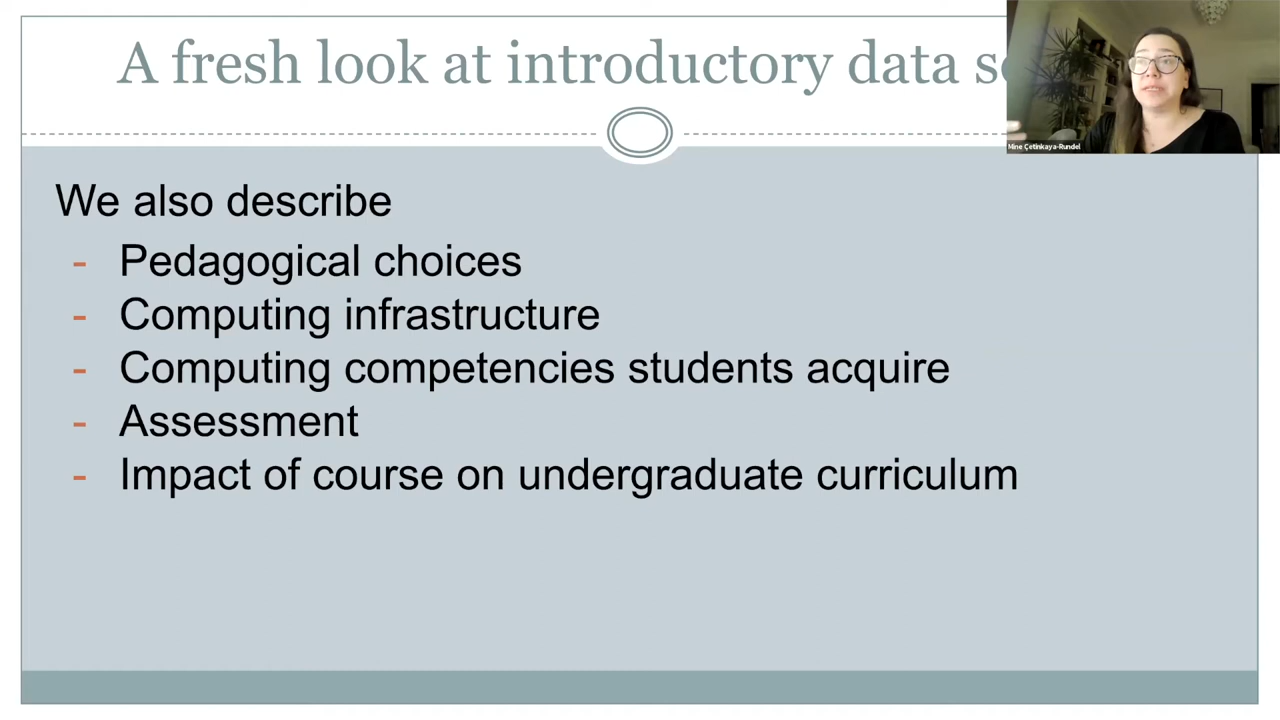 A fresh look at introductory data
Mine Çetinkaya-Rundel
We also describe
- Pedagogical choices
- Computing infrastructure
- Computing competencies students acquire
- Assessment
- Impact of course on undergraduate curriculum